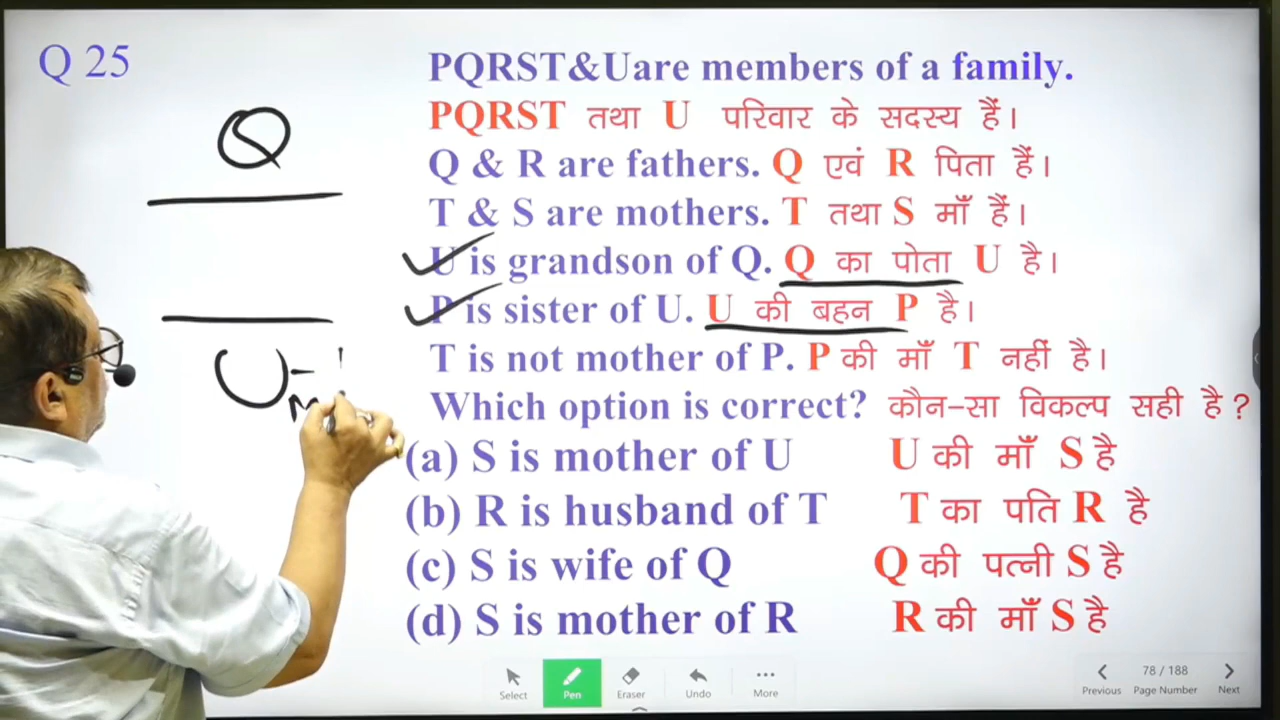 Q 25
PQRST&Uare members of a family.
PQRST तथा U परिवार के सदस्य हैं।
Q & R are fathers. Q एवं R पिता हैं।
T & S are mothers. T तथा S माँ हैं।
U is grandson of Q. Q का पोता U है।
P is sister of U. U की बहन P है।
T is not mother of P. P की माँ T नहीं है।
Which option is correct? कौन-सा विकल्प सही है ?
(a) S is mother of U U की माँ S है
(b) R is husband of T T का पति R है
(c) S is wife of Q Q की पत्नी S है
(d) S is mother of R R की माँ S है
Q
U
Select
Pen
Eraser
Undo
More
Previous
78 / 188
Page Number
Next